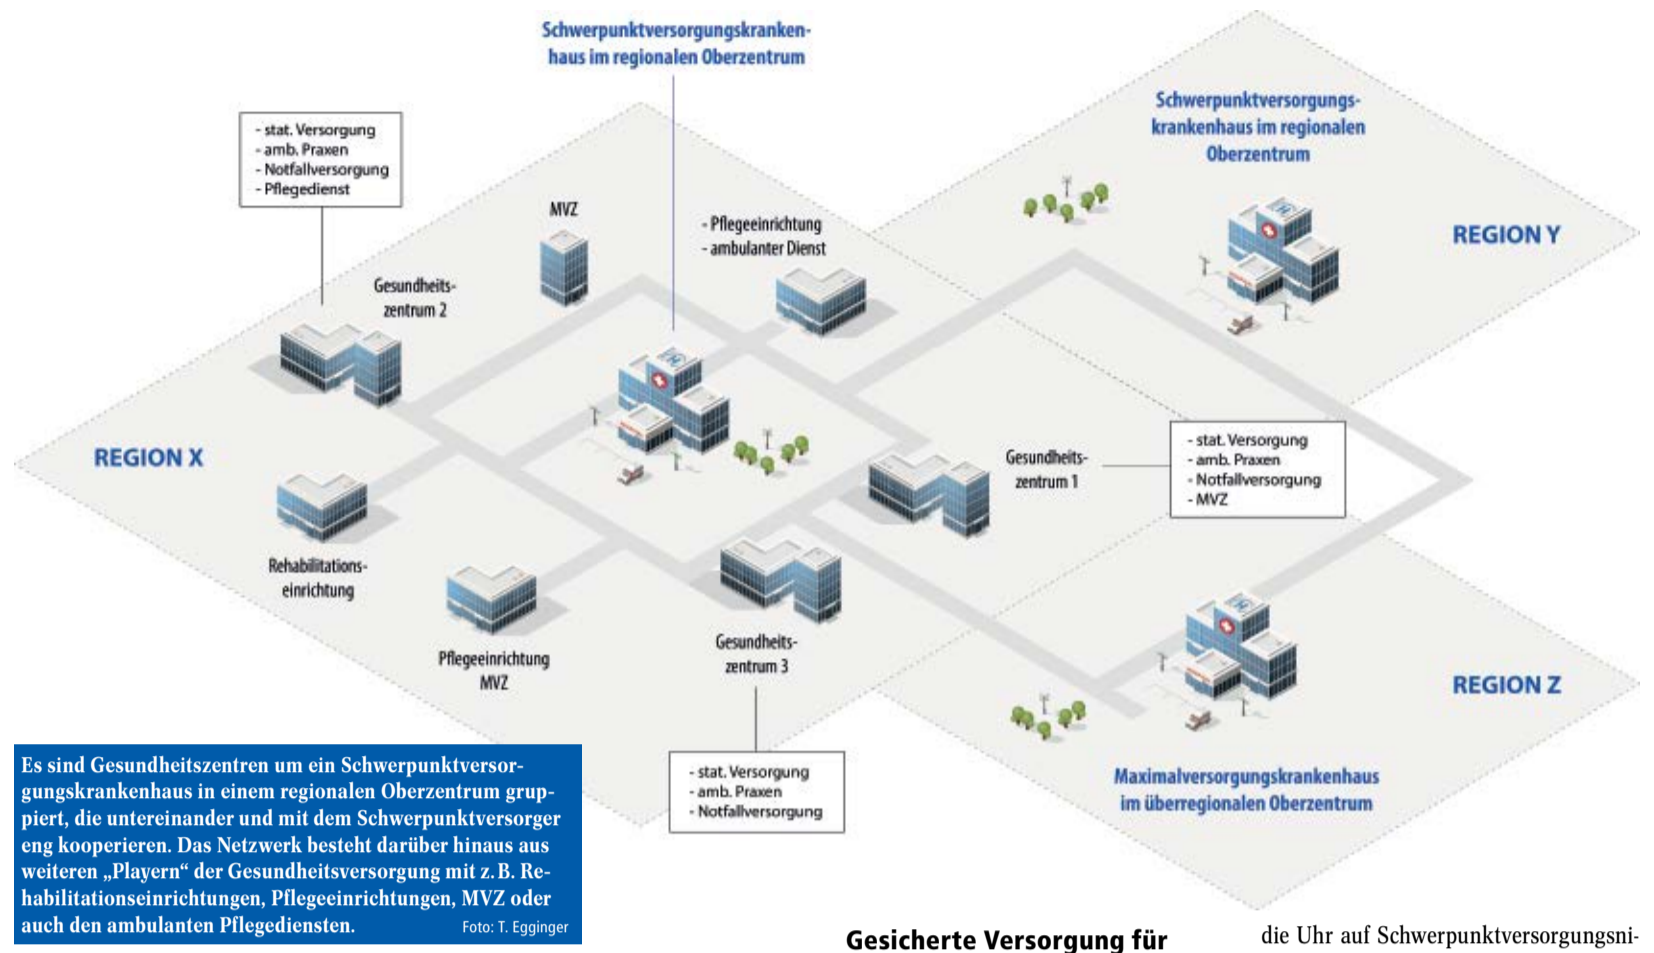 Schwerpunktversorgungskranken-
haus im regionalen Oberzentrum
Schwerpunktversorgungs-
krankenhaus im regionalen
Oberzentrum
- stat. Versorgung
- amb. Praxen
- Notfallversorgung
- Pflegedienst
MVZ
- Pflegeeinrichtung
- ambulanter Dienst
REGION Y
Gesundheits-
zentrum 2
REGION X
Gesundheits-
zentrum 1
- stat. Versorgung
- amb. Praxen
- Notfallversorgung
- MVZ
Rehabilitations-
einrichtung
Pflegeeinrichtung
MVZ
Gesundheits-
zentrum 3
REGION Z
- stat. Versorgung
- amb. Praxen
- Notfallversorgung
Maximalversorgungskrankenhaus
im überregionalen Oberzentrum
Es sind Gesundheitszentren um ein Schwerpunktversor-
gungskrankenhaus in einem regionalen Oberzentrum grup-
piert, die untereinander und mit dem Schwerpunktversorger
eng kooperieren. Das Netzwerk besteht darüber hinaus aus
weiteren „Playern“ der Gesundheitsversorgung mit z. B. Re-
habilitationseinrichtungen, Pflegeeinrichtungen, MVZ oder
auch den ambulanten Pflegediensten.
Foto: T. Egginger
Gesicherte Versorgung für
die Uhr auf Schwerpunktversorgungsni-